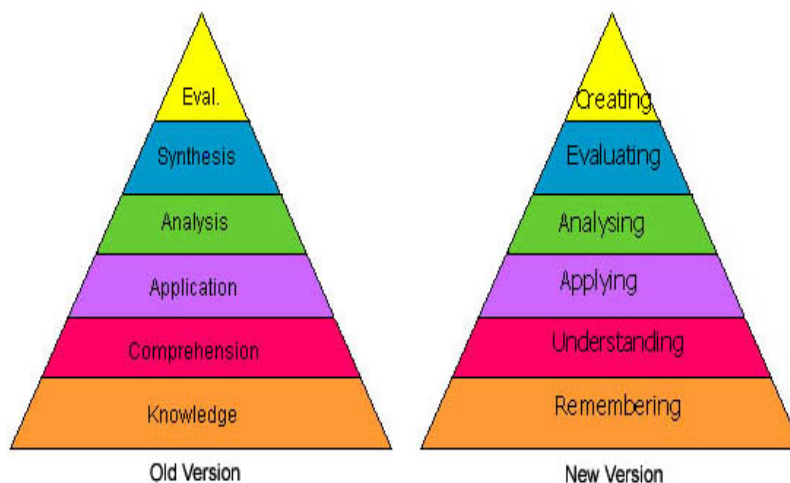 Eval.
Synthesis
Analysis
Application
Comprehension
Knowledge
Old Version
Creating
Evaluating
Analysing
Applying
Understanding
Remembering
New Version